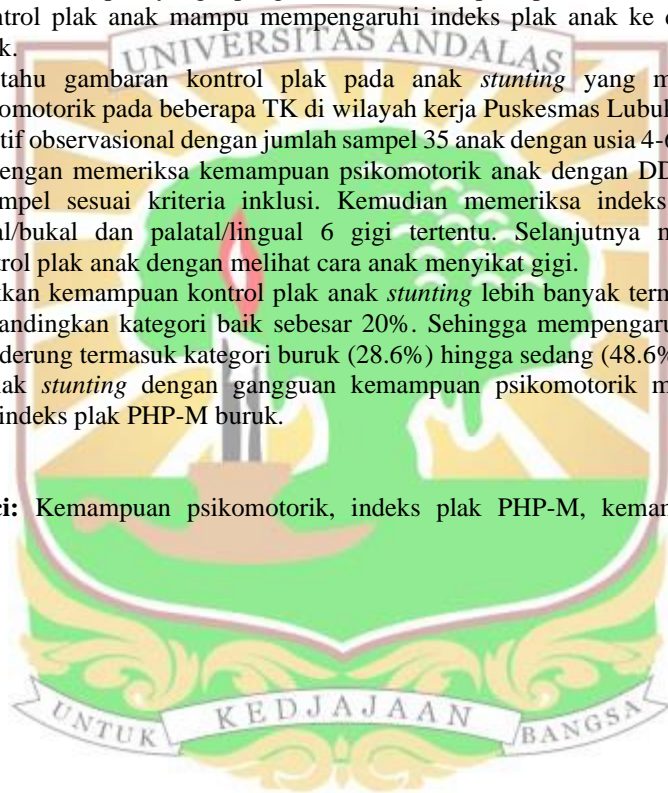 ntrol plak anak mampu mempengaruhi indeks plak anak ke
k.
UNIVERSITAS ANDALAS
tahu gambaran kontrol plak pada anak stunting yang m
omotorik pada beberapa TK di wilayah kerja Puskesmas Lubu
tif observasional dengan jumlah sampel 35 anak dengan usia 4-
engan memeriksa kemampuan psikomotorik anak dengan DD
mpel sesuai kriteria inklusi. Kemudian memeriksa indeks
al/bukal dan palatal/lingual 6 gigi tertentu. Selanjutnya m
trol plak anak dengan melihat cara anak menyikat gigi.
kkan kemampuan kontrol plak anak stunting lebih banyak term
andingkan kategori baik sebesar 20%. Sehingga mempengaru
derung termasuk kategori buruk (28.6%) hingga sedang (48.6%
ak stunting dengan gangguan kemampuan psikomotorik m
indeks plak PHP-M buruk.
ci: Kemampuan psikomotorik, indeks plak PHP-M, keman
UNTUK KEDJAJAAN BANGSA